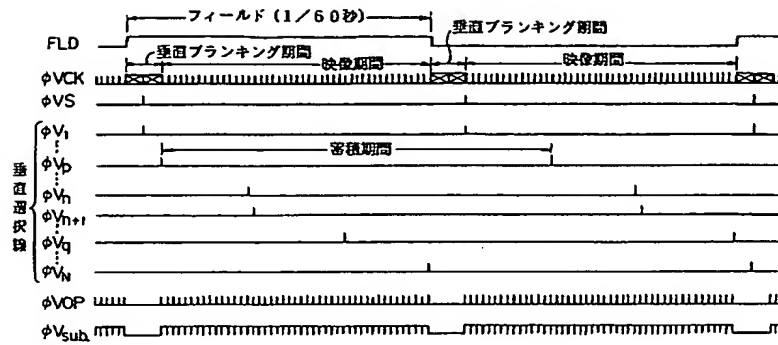 フィールド(1/60秒)
FLD
垂直ブランキング期間
垂直ブランキング期間
映像期間
映像期間
φVCK
φVS
φV1
φVp
蓄積期間
φVn
φVn+1
φVq
φVN
垂直選択線
φVOP
φVsub.